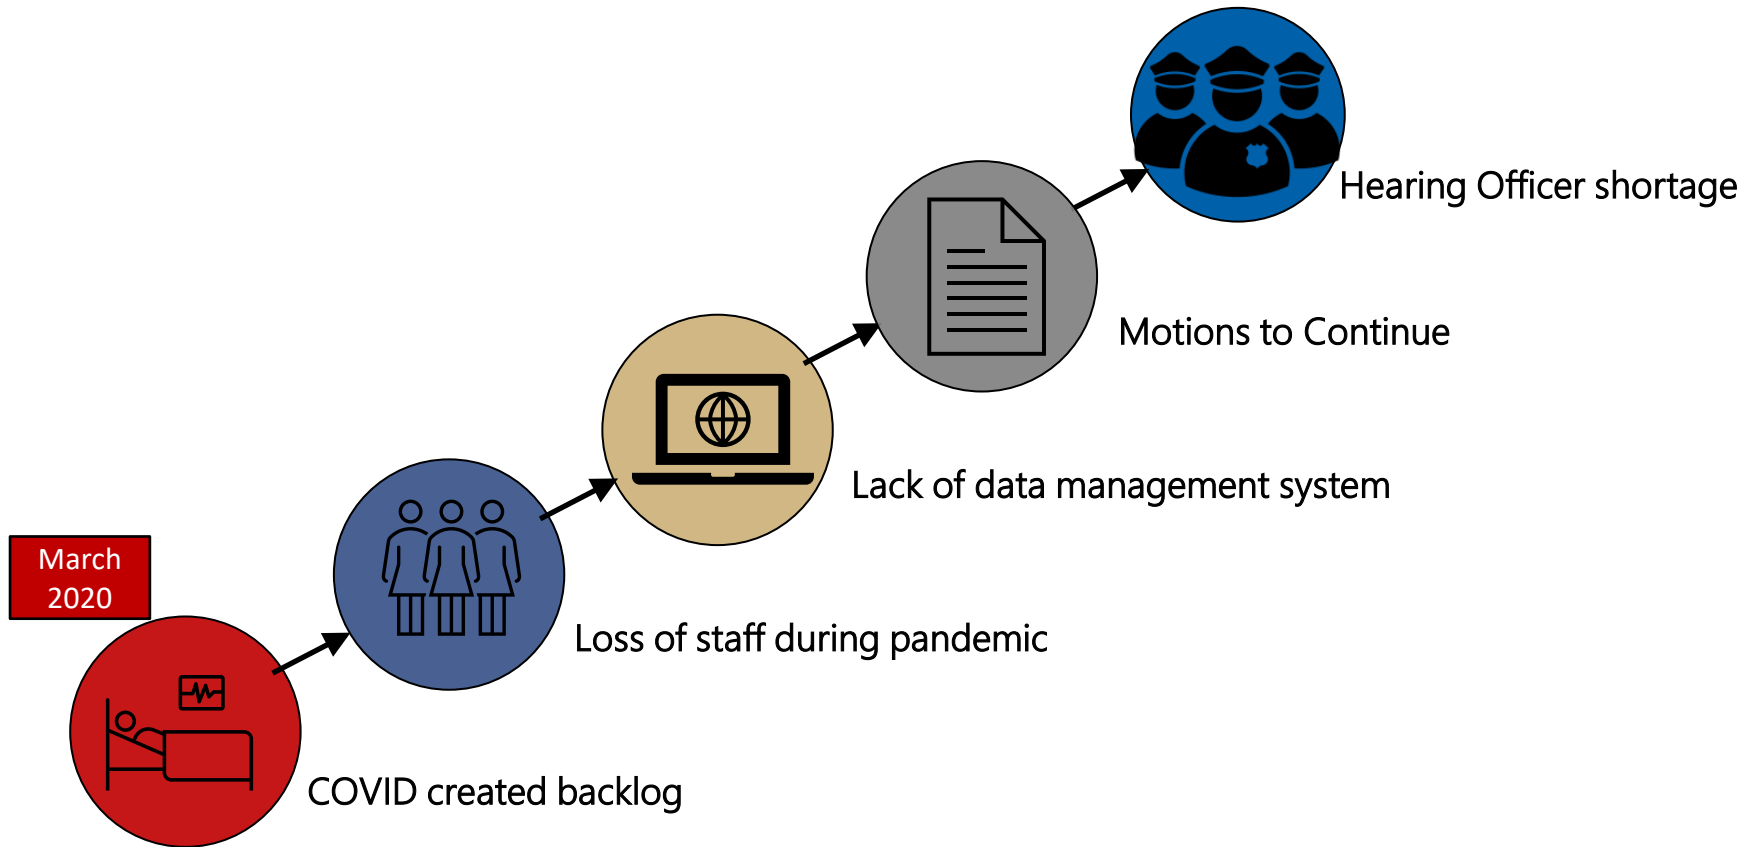 March
2020
COVID created backlog
Loss of staff during pandemic
Lack of data management system
Motions to Continue
Hearing Officer shortage